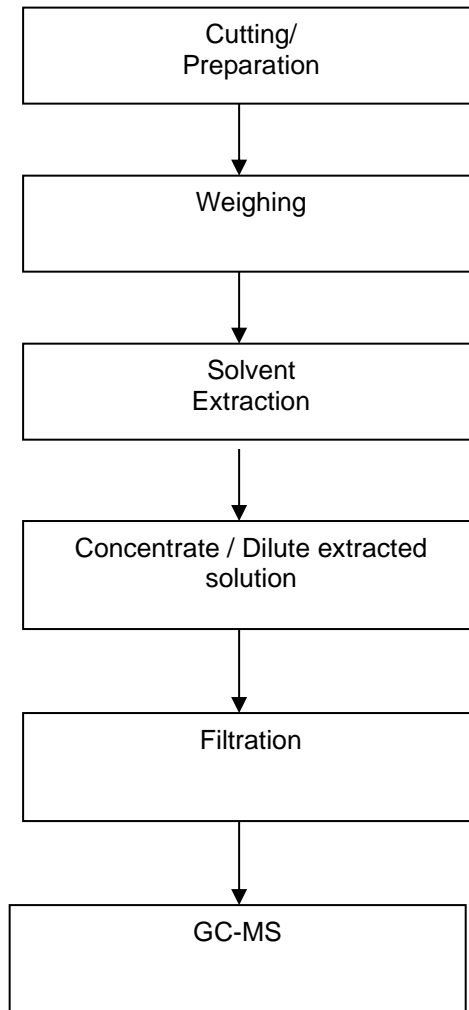 Cutting/
Preparation
Weighing
Solvent
Extraction
Concentrate / Dilute extracted
solution
Filtration
GC-MS